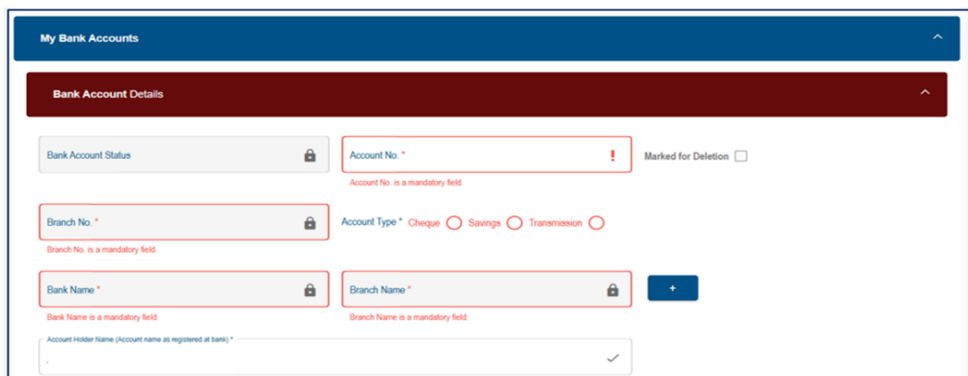 My Bank Accounts
Bank Account Details
Bank Account Status
Account No. *
!
Marked for Deletion
Account No. is a mandatory field.
Branch No. *
Account Type * Cheque Savings Transmission
Branch No. is a mandatory field.
Bank Name *
Branch Name *
+
Bank Name is a mandatory field.
Branch Name is a mandatory field.
Account Holder Name (Account name as registered at bank) *
.